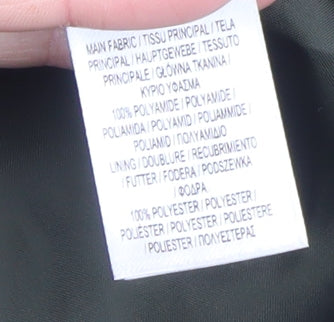 MAIN FABRIC / TISSU PRINCIPAL / TELA
PRINCIPAL / HAUPTGEWEBE / TESSUTO
PRINCIPALE / GŁÓWNA TKANINA /
ΚΥΡΙΟ ΥΦΑΣΜΑ
100% POLYAMIDE / POLYAMIDE /
POLIAMIDA / POLYAMID / POLIAMMIDE /
POLIAMID / ΠΟΛΥΑΜΙΔΙΟ
LINING / DOUBLURE / RECUBRIMIENTO
/ FUTTER / FODERA / PODSZEWKA
/ ΦΟΔΡΑ
100% POLYESTER / POLYESTER /
POLIÉSTER / POLYESTER / POLIESTERE
/ POLIESTER / ΠΟΛΥΕΣΤΕΡΑΣ